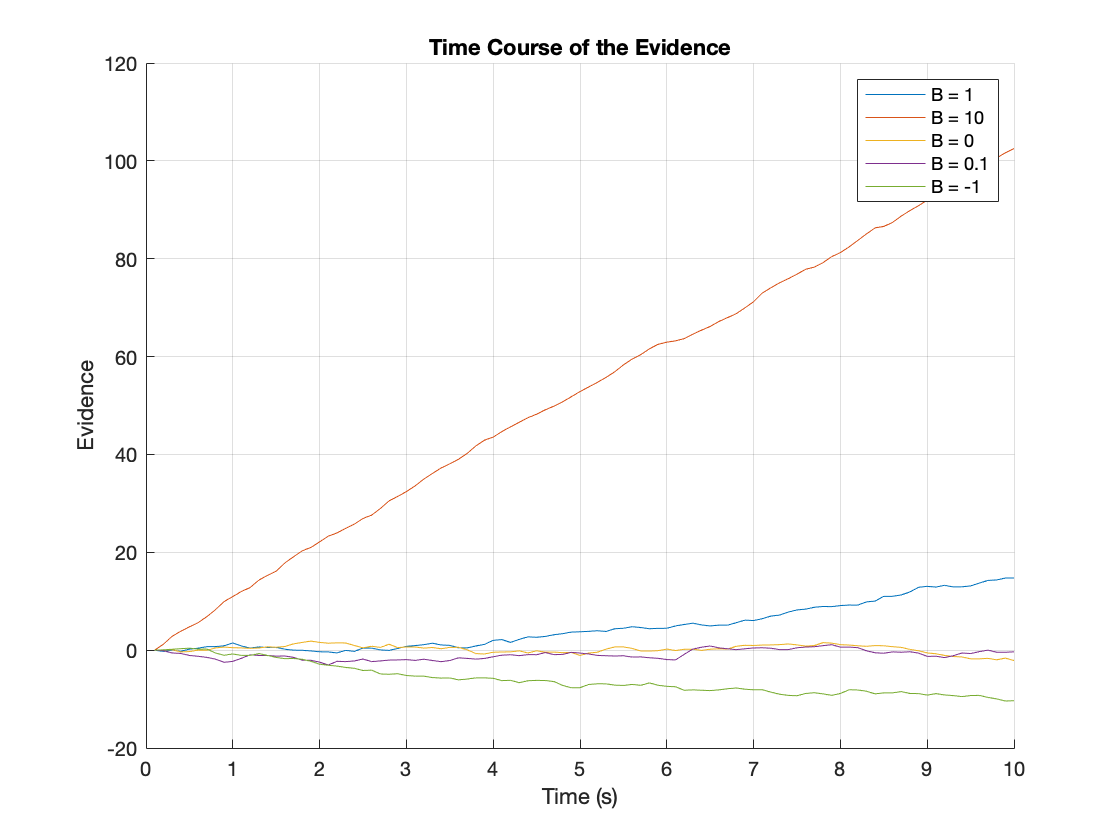 Time Course of the Evidence
120
100
80
60
40
20
0
-20
Evidence
B = 1
B = 10
B = 0
B = 0.1
B = -1
0 1 2 3 4 5 6 7 8 9 10
Time (s)